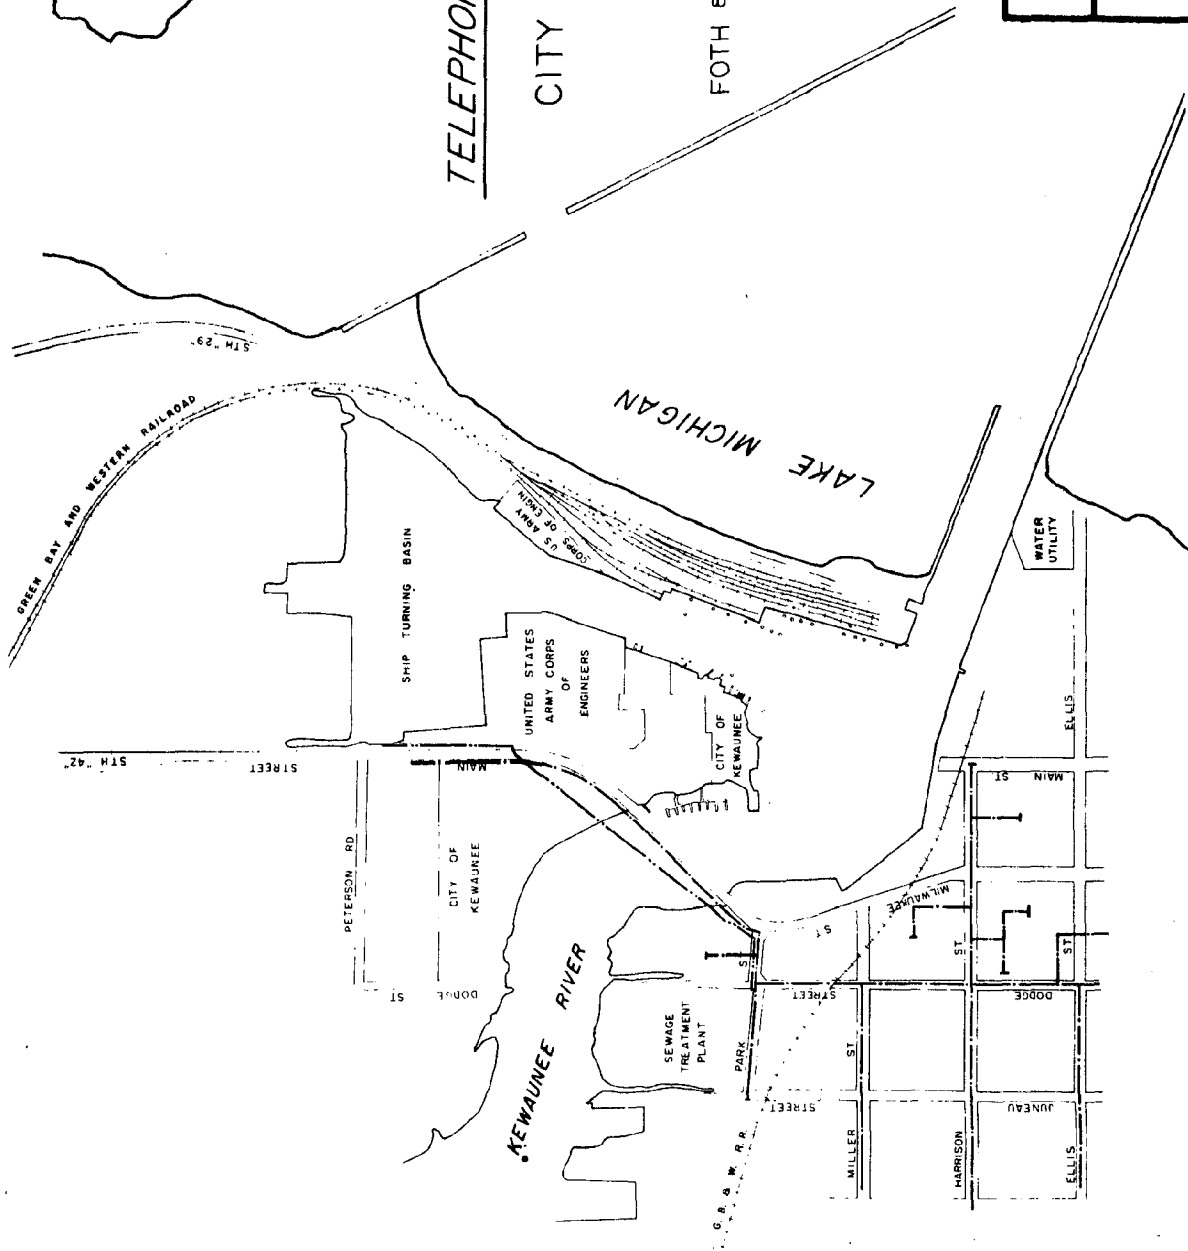 TELEPHO
CITY
FOTH &
STH "29"
GREEN BAY AND WESTERN RAILROAD
LAKE MICHIGAN
US ARMY
CORPS. OF ENGIN
SHIP TURNING BASIN
UNITED STATES
ARMY CORPS
OF
ENGINEERS
CITY OF
KEWAUNEE
WATER
UTILITY
STH "42"
STREET
MAIN
PETERSON RD
CITY OF
KEWAUNEE
DODGE ST
KEWAUNEE RIVER
SEWAGE
TREATMENT
PLANT
PARK ST
MILWAUKEE ST
MAIN ST
ELLIS
DODGE STREET
JUNEAU STREET
MILLER ST
HARRISON ST
ELLIS ST
G. B. & W. R.R.